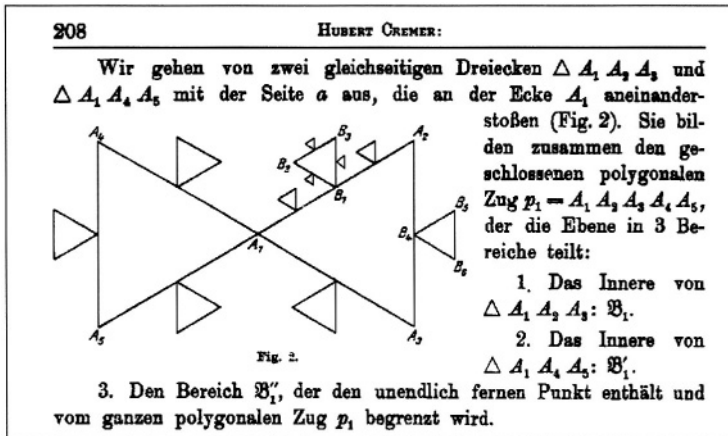 208 HUBERT CREMER:
Wir gehen von zwei gleichseitigen Dreiecken △ A₁ A₂ A₃ und
△ A₁ A₄ A₅ mit der Seite a aus, die an der Ecke A₁ aneinander-
stoßen (Fig. 2). Sie bil-
den zusammen den ge-
schlossenen polygonalen
Zug p₁ = A₁ A₂ A₃ A₄ A₅,
der die Ebene in 3 Be-
reiche teilt:
1. Das Innere von
△ A₁ A₂ A₃: 𝔅₁.
2. Das Innere von
△ A₁ A₄ A₅: 𝔅₁′.
A₄
B₃
A₂
B₂
B₁
B₅
B₄
B₆
A₁
A₅
A₃
Fig. 2.
3. Den Bereich 𝔅₁″, der den unendlich fernen Punkt enthält und
vom ganzen polygonalen Zug p₁ begrenzt wird.